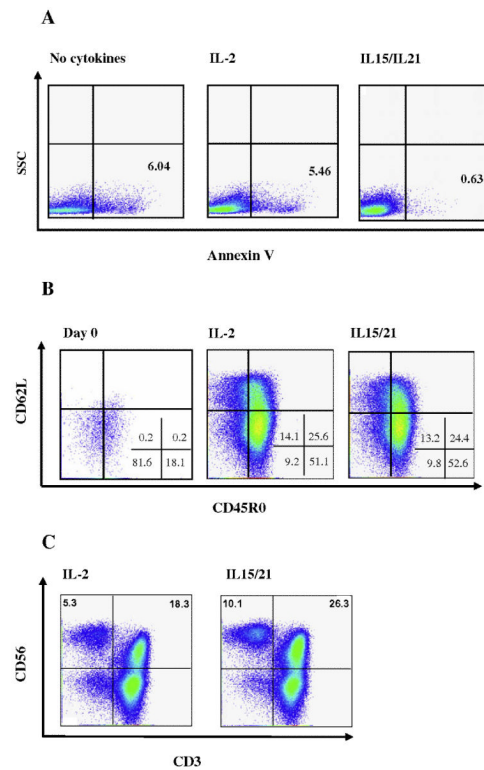 A
No cytokines IL-2 IL15/IL21
SSC
6.04 5.46 0.63
Annexin V
B
Day 0 IL-2 IL15/21
CD62L
0.2 0.2 14.1 25.6 13.2 24.4
81.6 18.1 9.2 51.1 9.8 52.6
CD45R0
C
IL-2 IL15/21
5.3 18.3 10.1 26.3
CD56
CD3